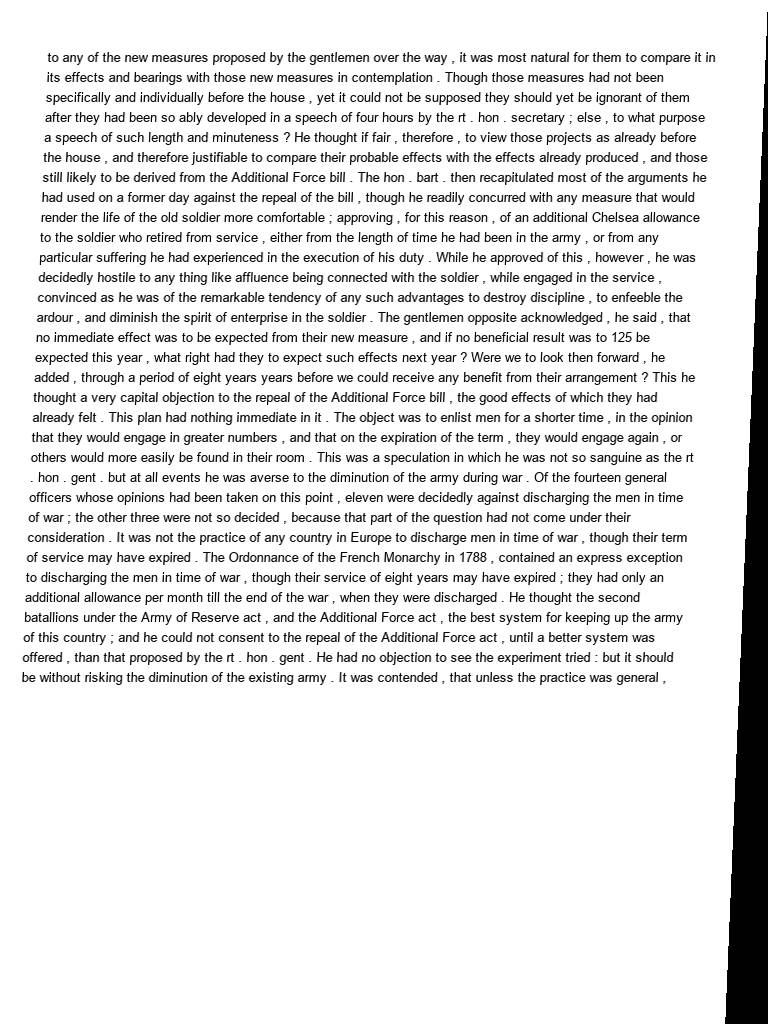 to any of the new measures proposed by the gentlemen over the way , it was most natural for them to compare it in
its effects and bearings with those new measures in contemplation . Though those measures had not been
specifically and individually before the house , yet it could not be supposed they should yet be ignorant of them
after they had been so ably developed in a speech of four hours by the rt . hon . secretary ; else , to what purpose
a speech of such length and minuteness ? He thought if fair , therefore , to view those projects as already before
the house , and therefore justifiable to compare their probable effects with the effects already produced , and those
still likely to be derived from the Additional Force bill . The hon . bart . then recapitulated most of the arguments he
had used on a former day against the repeal of the bill , though he readily concurred with any measure that would
render the life of the old soldier more comfortable ; approving , for this reason , of an additional Chelsea allowance
to the soldier who retired from service , either from the length of time he had been in the army , or from any
particular suffering he had experienced in the execution of his duty . While he approved of this , however , he was
decidedly hostile to any thing like affluence being connected with the soldier , while engaged in the service ,
convinced as he was of the remarkable tendency of any such advantages to destroy discipline , to enfeeble the
ardour , and diminish the spirit of enterprise in the soldier . The gentlemen opposite acknowledged , he said , that
no immediate effect was to be expected from their new measure , and if no beneficial result was to 125 be
expected this year , what right had they to expect such effects next year ? Were we to look then forward , he
added , through a period of eight years years before we could receive any benefit from their arrangement ? This he
thought a very capital objection to the repeal of the Additional Force bill , the good effects of which they had
already felt . This plan had nothing immediate in it . The object was to enlist men for a shorter time , in the opinion
that they would engage in greater numbers , and that on the expiration of the term , they would engage again , or
others would more easily be found in their room . This was a speculation in which he was not so sanguine as the rt
. hon . gent . but at all events he was averse to the diminution of the army during war . Of the fourteen general
officers whose opinions had been taken on this point , eleven were decidedly against discharging the men in time
of war ; the other three were not so decided , because that part of the question had not come under their
consideration . It was not the practice of any country in Europe to discharge men in time of war , though their term
of service may have expired . The Ordonnance of the French Monarchy in 1788 , contained an express exception
to discharging the men in time of war , though their service of eight years may have expired ; they had only an
additional allowance per month till the end of the war , when they were discharged . He thought the second
batallions under the Army of Reserve act , and the Additional Force act , the best system for keeping up the army
of this country ; and he could not consent to the repeal of the Additional Force act , until a better system was
offered , than that proposed by the rt . hon . gent . He had no objection to see the experiment tried : but it should
be without risking the diminution of the existing army . It was contended , that unless the practice was general ,